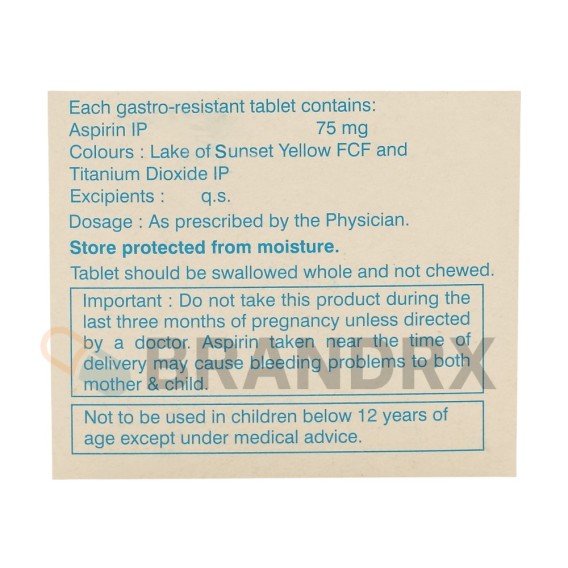 Each gastro-resistant tablet contains:
Aspirin IP 75 mg
Colours : Lake of Sunset Yellow FCF and
Titanium Dioxide IP
Excipients : q.s.
Dosage : As prescribed by the Physician.
Store protected from moisture.
Tablet should be swallowed whole and not chewed.
Important : Do not take this product during the
last three months of pregnancy unless directed
by a doctor. Aspirin taken near the time of
delivery may cause bleeding problems to both
mother & child.
BRANDRX
Not to be used in children below 12 years of
age except under medical advice.